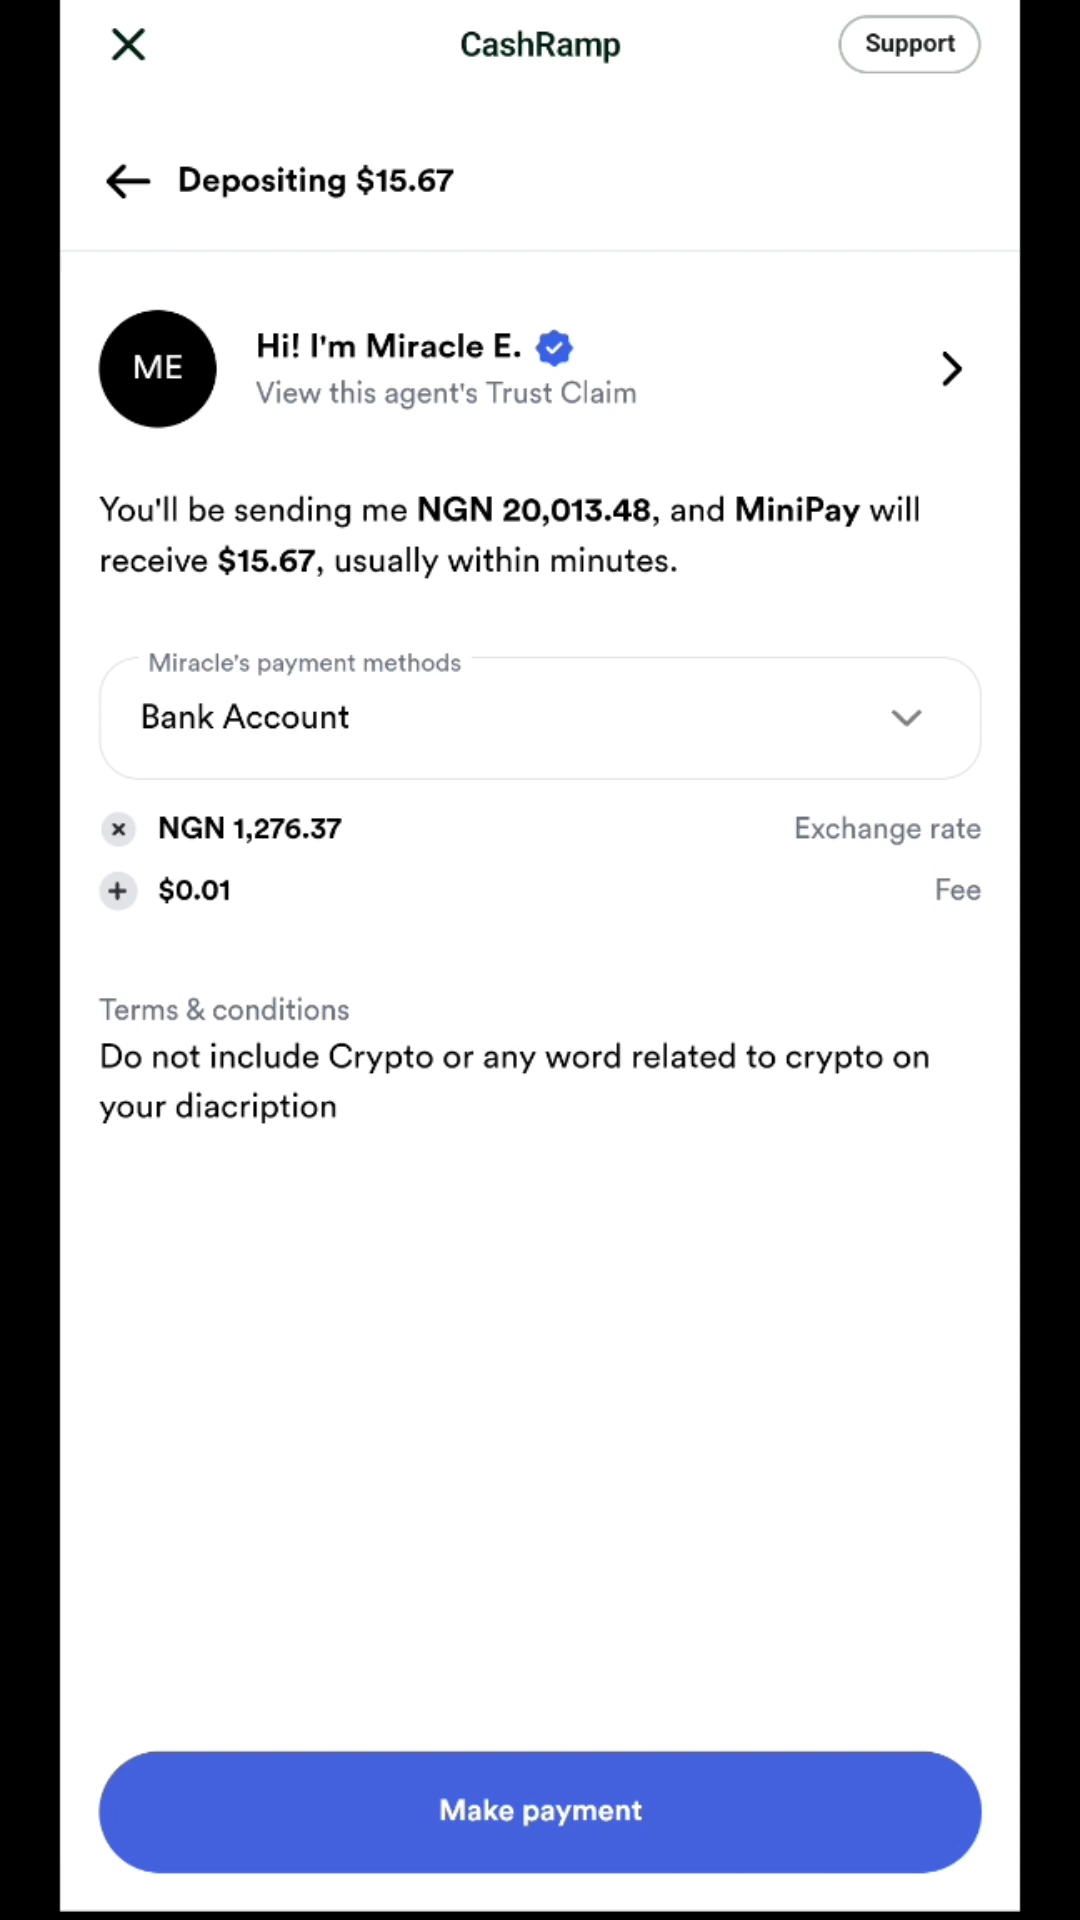 CashRamp
Support
Depositing $15.67
ME
Hi! I'm Miracle E.
View this agent's Trust Claim
You'll be sending me NGN 20,013.48, and MiniPay will
receive $15.67, usually within minutes.
Miracle's payment methods
Bank Account
NGN 1,276.37
Exchange rate
$0.01
Fee
Terms & conditions
Do not include Crypto or any word related to crypto on
your diacription
Make payment